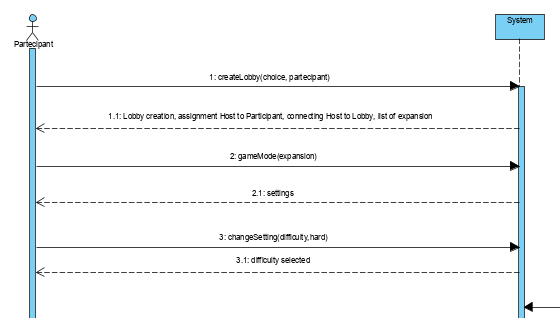 System
Partecipant
1: createLobby(choice, partecipant)
1.1: Lobby creation, assignment Host to Participant, connecting Host to Lobby, list of expansion
2: gameMode(expansion)
2.1: settings
3: changeSetting(difficulty,hard)
3.1: difficulty selected